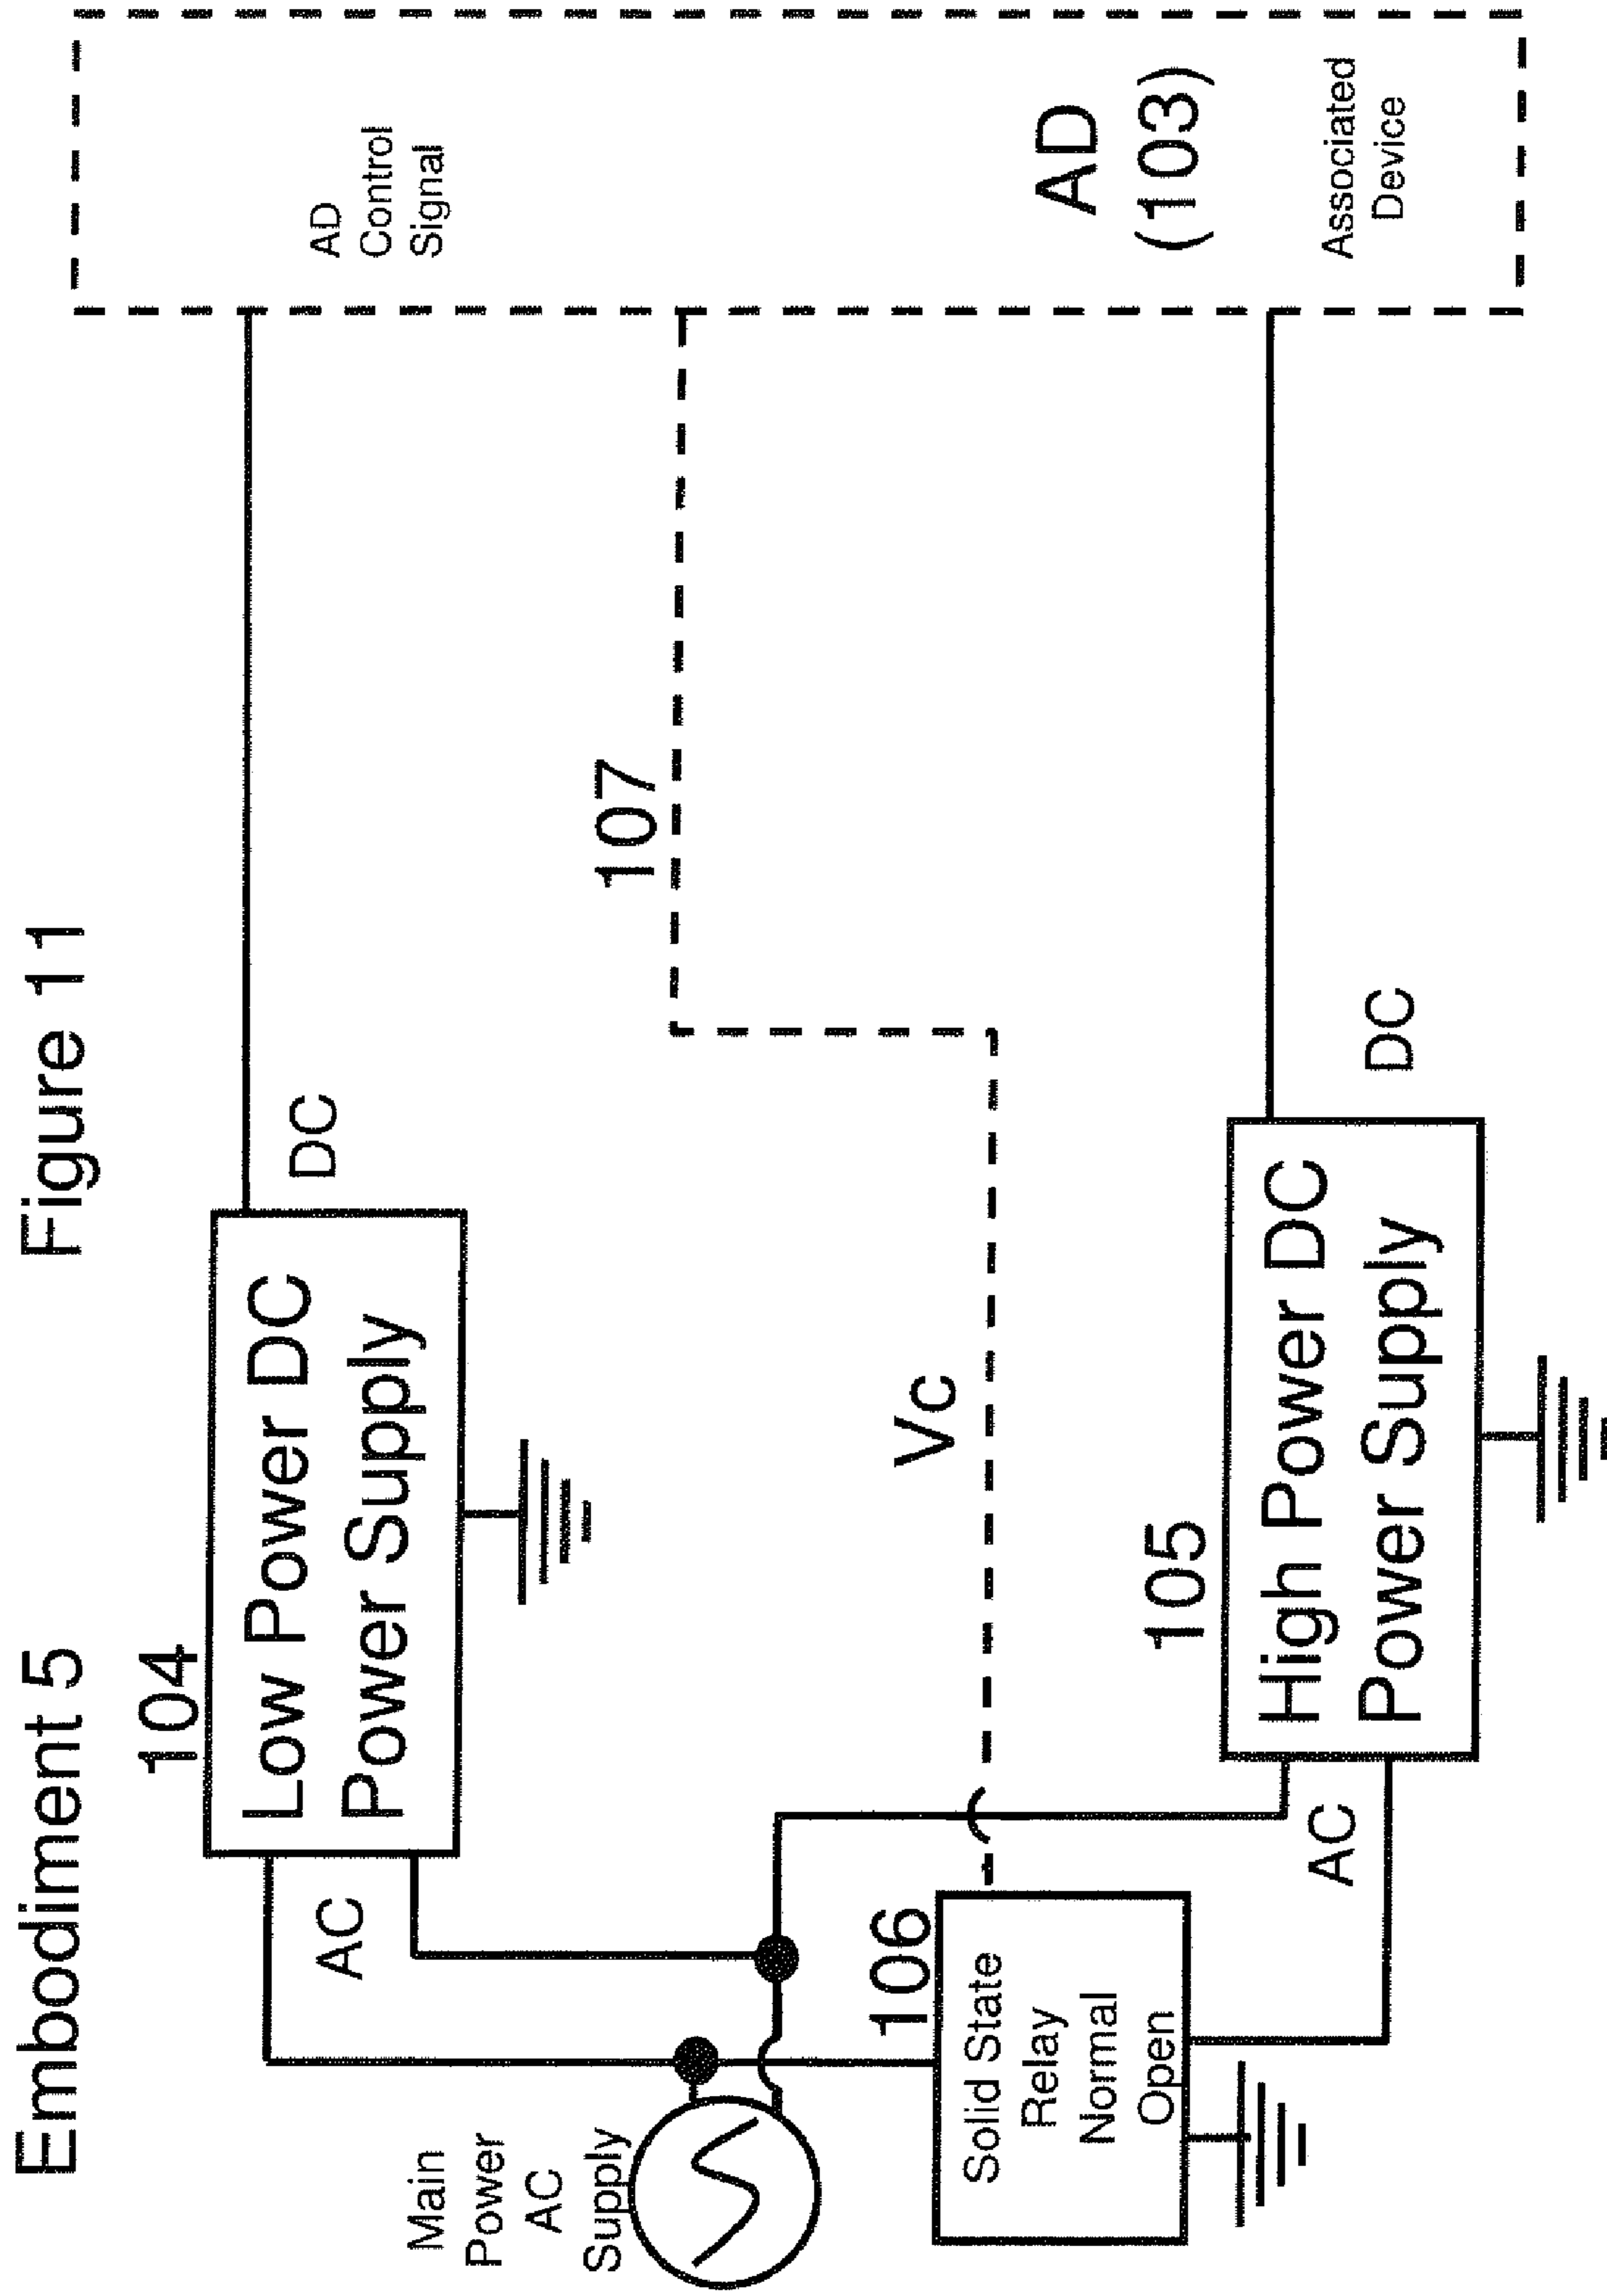 Embodiment 5
Figure 11
104
Low Power DC
Power Supply
AC
DC
AD
Control
Signal
Main
Power
AC
Supply
107
Vc
106
Solid State
Relay
Normal
Open
105
High Power DC
Power Supply
AC
DC
AD
(103)
Associated
Device